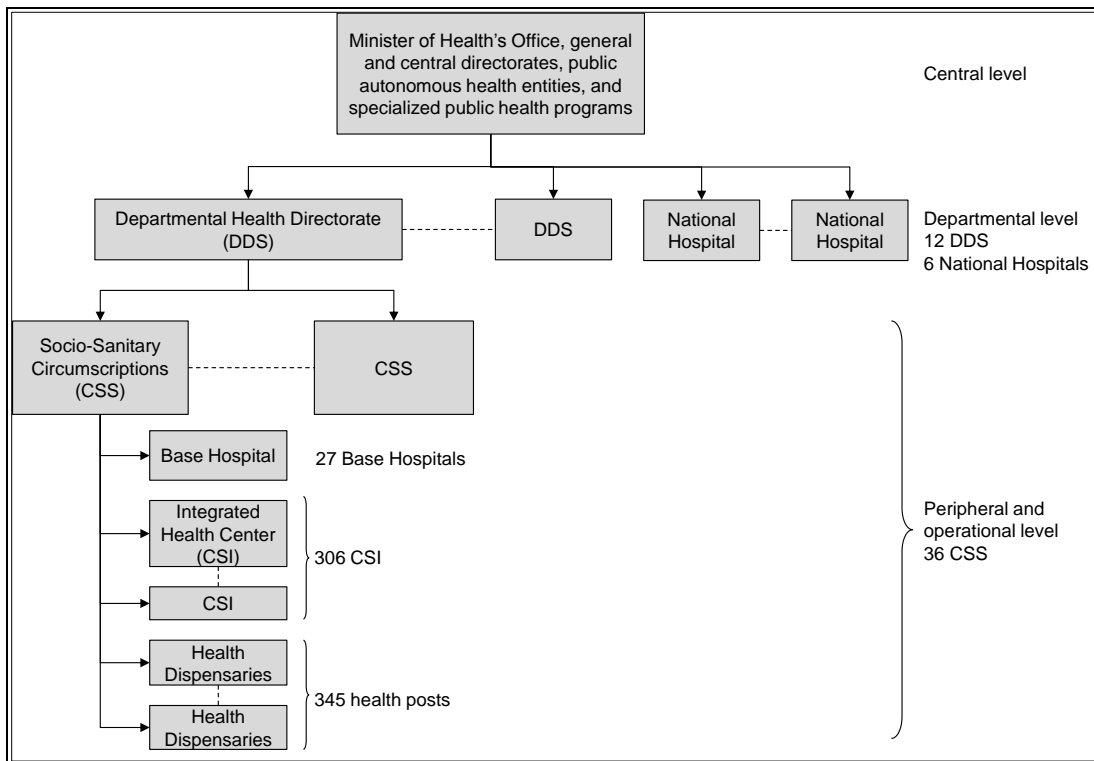 Minister of Health's Office, general
and central directorates, public
autonomous health entities, and
specialized public health programs
Central level
Departmental Health Directorate
(DDS)
DDS
National
Hospital
National
Hospital
Departmental level
12 DDS
6 National Hospitals
Socio-Sanitary
Circumscriptions
(CSS)
CSS
Base Hospital
27 Base Hospitals
Integrated
Health Center
(CSI)
306 CSI
CSI
Peripheral and
operational level
36 CSS
Health
Dispensaries
345 health posts
Health
Dispensaries